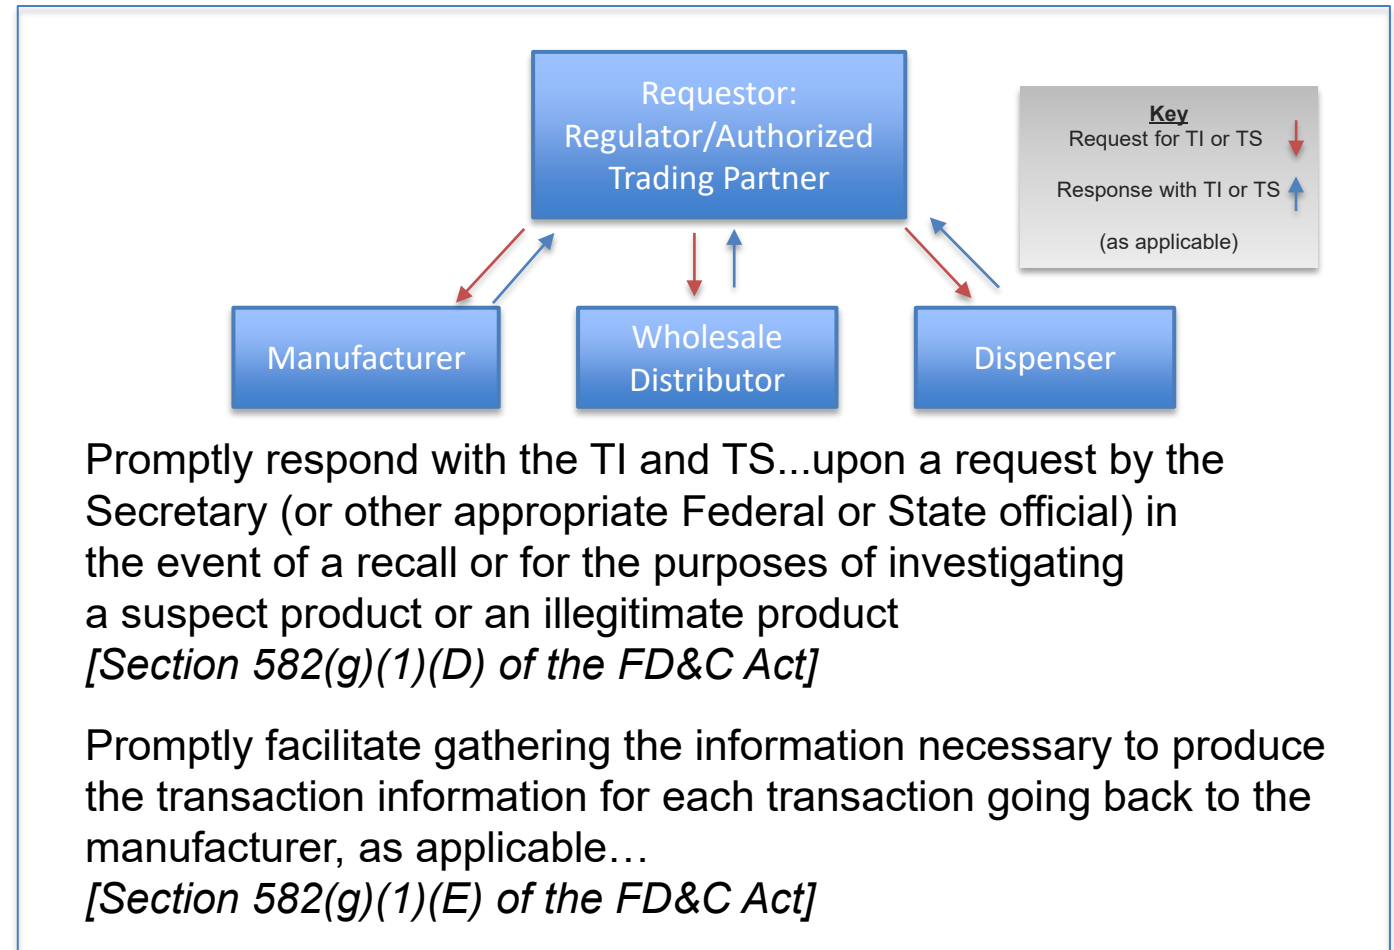 Requestor:
Regulator/Authorized
Trading Partner
Key
Request for TI or TS
Response with TI or TS
(as applicable)
Manufacturer
Wholesale
Distributor
Dispenser
Promptly respond with the TI and TS...upon a request by the
Secretary (or other appropriate Federal or State official) in
the event of a recall or for the purposes of investigating
a suspect product or an illegitimate product
[Section 582(g)(1)(D) of the FD&C Act]
Promptly facilitate gathering the information necessary to produce
the transaction information for each transaction going back to the
manufacturer, as applicable…
[Section 582(g)(1)(E) of the FD&C Act]